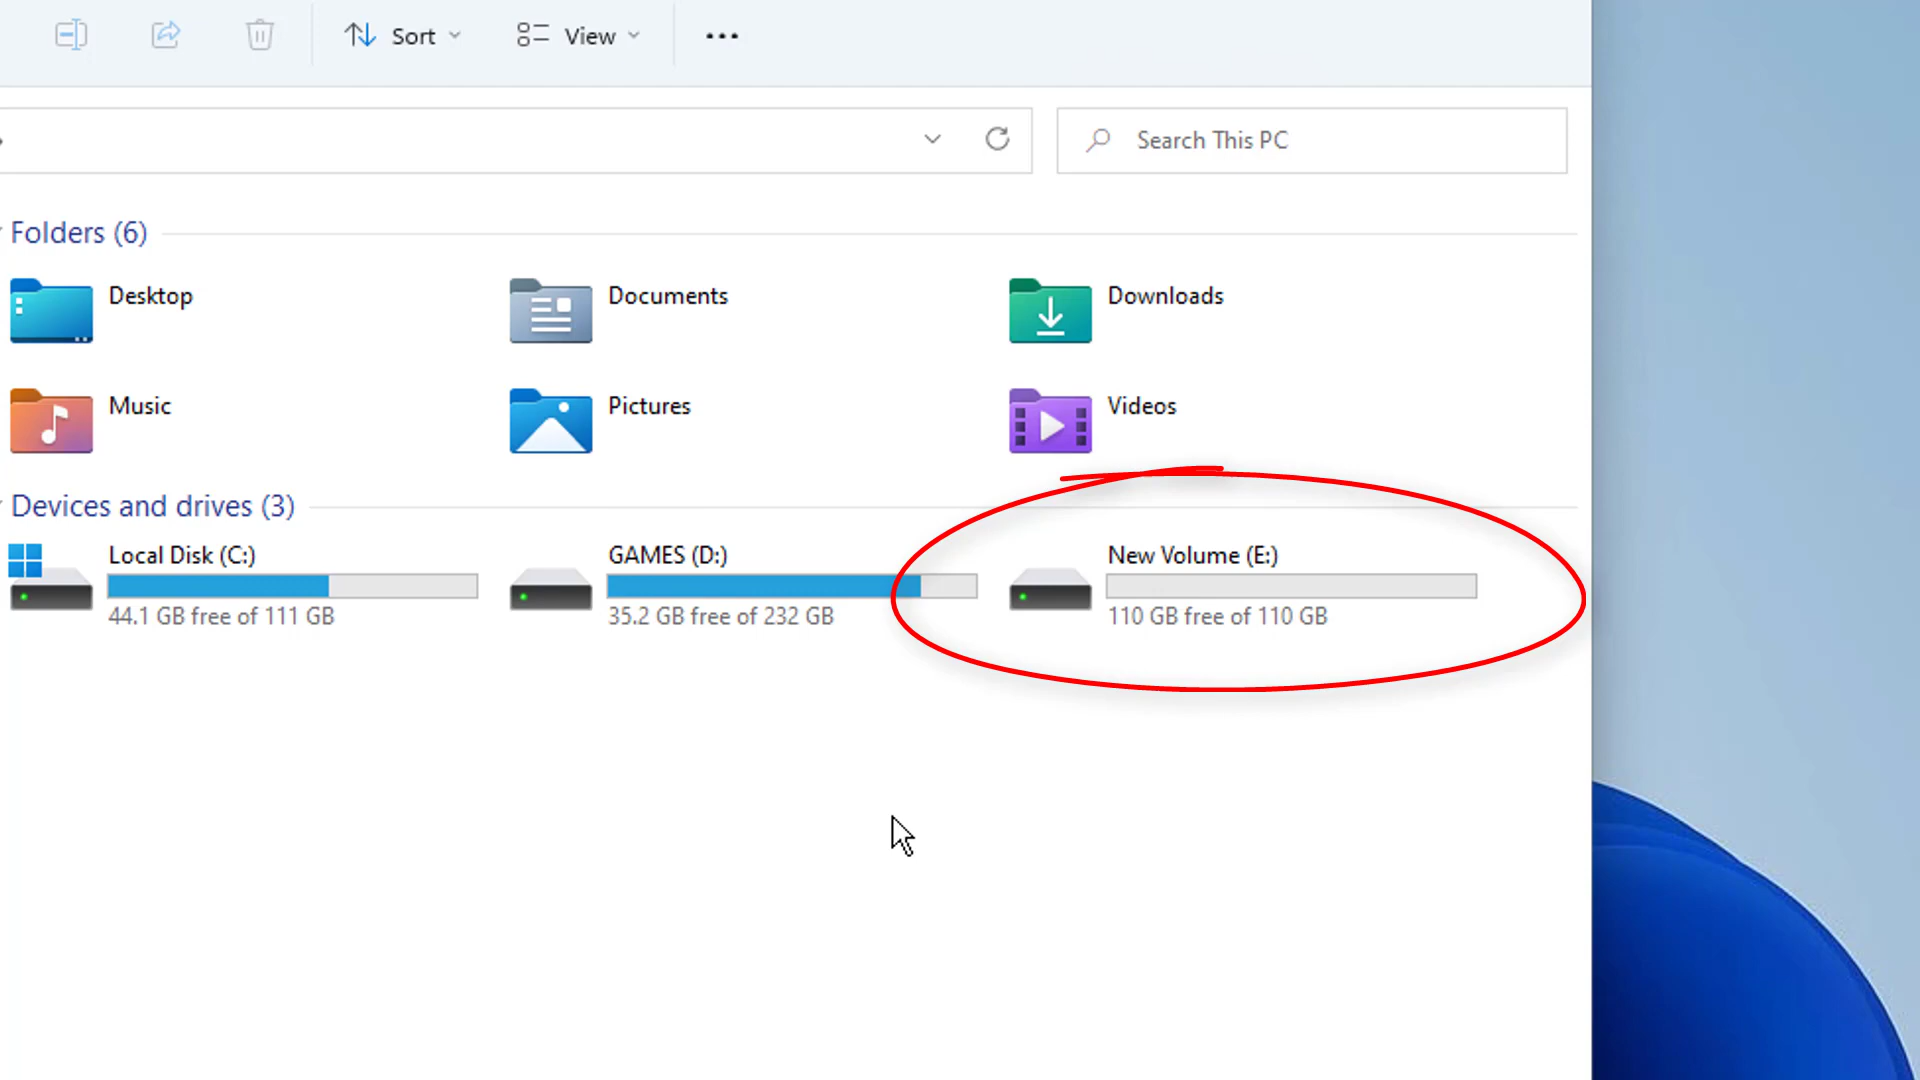 Sort
View
Search This PC
Folders (6)
Desktop
Documents
Downloads
Music
Pictures
Videos
Devices and drives (3)
Local Disk (C:)
44.1 GB free of 111 GB
GAMES (D:)
35.2 GB free of 232 GB
New Volume (E:)
110 GB free of 110 GB